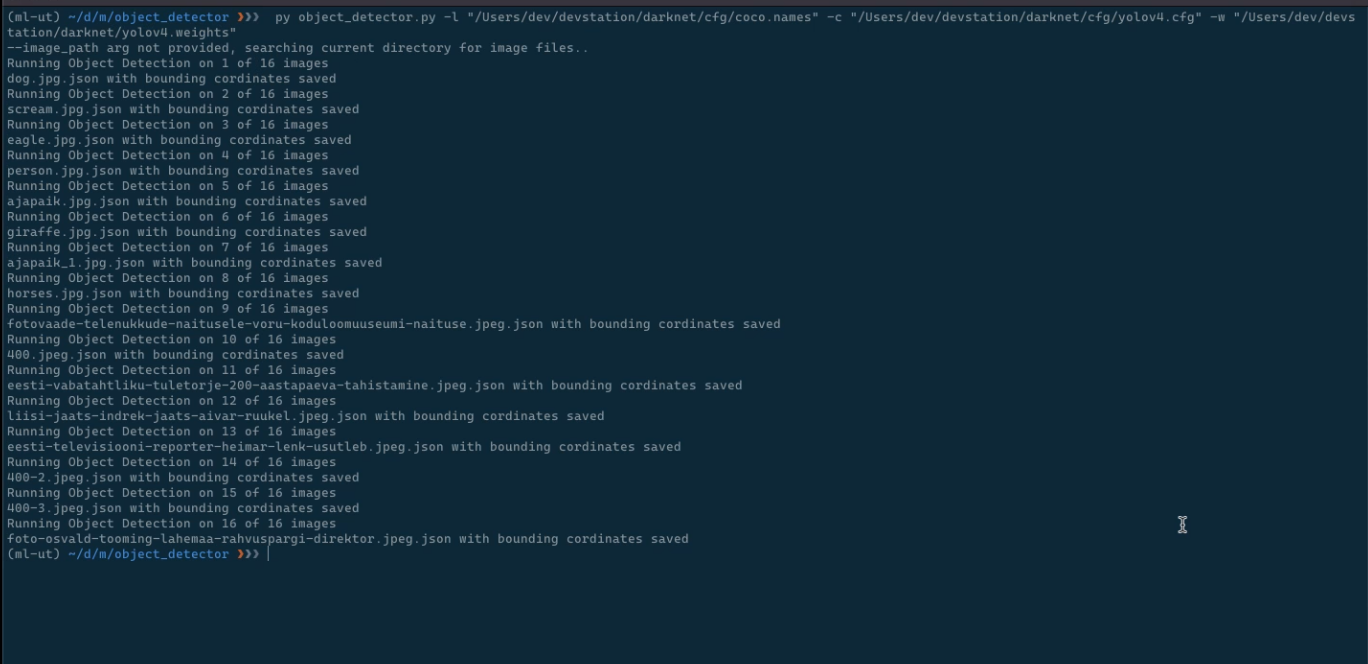 (ml-ut) ~/d/m/object_detector ❯❯❯ py object_detector.py -l "/Users/dev/devstation/darknet/cfg/coco.names" -c "/Users/dev/devstation/darknet/cfg/yolov4.cfg" -w "/Users/dev/devs
tation/darknet/yolov4.weights"
--image_path arg not provided, searching current directory for image files..
Running Object Detection on 1 of 16 images
dog.jpg.json with bounding cordinates saved
Running Object Detection on 2 of 16 images
scream.jpg.json with bounding cordinates saved
Running Object Detection on 3 of 16 images
eagle.jpg.json with bounding cordinates saved
Running Object Detection on 4 of 16 images
person.jpg.json with bounding cordinates saved
Running Object Detection on 5 of 16 images
ajapaik.jpg.json with bounding cordinates saved
Running Object Detection on 6 of 16 images
giraffe.jpg.json with bounding cordinates saved
Running Object Detection on 7 of 16 images
ajapaik_1.jpg.json with bounding cordinates saved
Running Object Detection on 8 of 16 images
horses.jpg.json with bounding cordinates saved
Running Object Detection on 9 of 16 images
fotovaade-telenukkude-naitusele-voru-koduloomuuseumi-naituse.jpeg.json with bounding cordinates saved
Running Object Detection on 10 of 16 images
400.jpeg.json with bounding cordinates saved
Running Object Detection on 11 of 16 images
eesti-vabatahtliku-tuletorje-200-aastapaeva-tahistamine.jpeg.json with bounding cordinates saved
Running Object Detection on 12 of 16 images
liisi-jaats-indrek-jaats-aivar-ruukel.jpeg.json with bounding cordinates saved
Running Object Detection on 13 of 16 images
eesti-televisiooni-reporter-heimar-lenk-usutleb.jpeg.json with bounding cordinates saved
Running Object Detection on 14 of 16 images
400-2.jpeg.json with bounding cordinates saved
Running Object Detection on 15 of 16 images
400-3.jpeg.json with bounding cordinates saved
Running Object Detection on 16 of 16 images
foto-osvald-tooming-lahemaa-rahvuspargi-direktor.jpeg.json with bounding cordinates saved
(ml-ut) ~/d/m/object_detector ❯❯❯